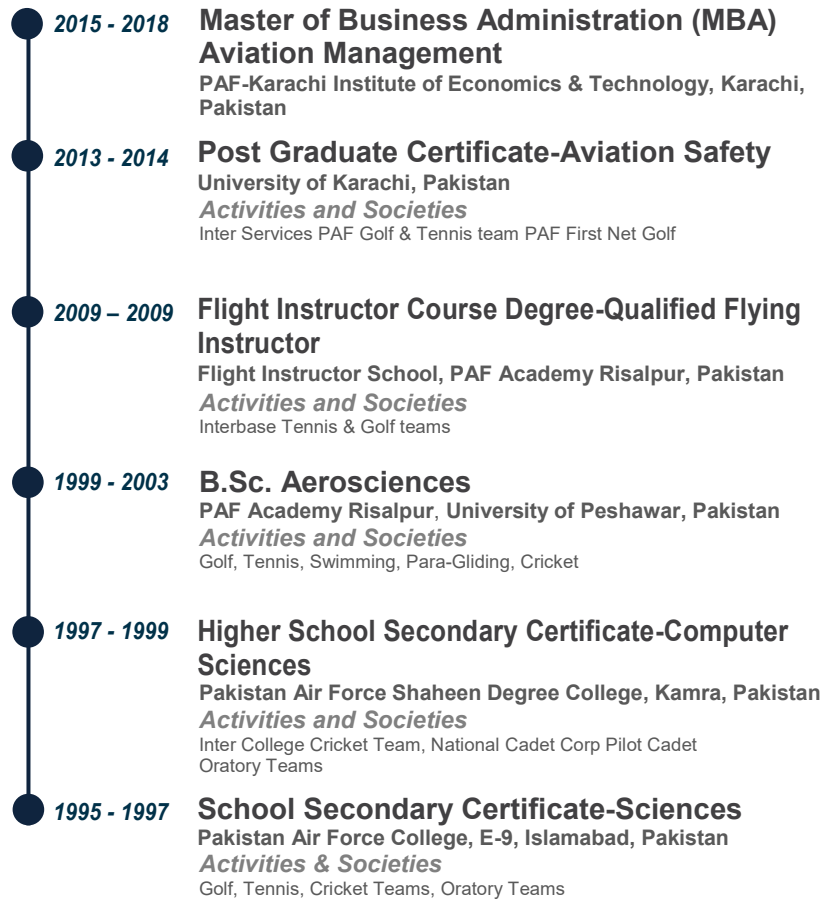 2015 - 2018
Master of Business Administration (MBA)
Aviation Management
PAF-Karachi Institute of Economics & Technology, Karachi,
Pakistan
2013 - 2014
Post Graduate Certificate-Aviation Safety
University of Karachi, Pakistan
Activities and Societies
Inter Services PAF Golf & Tennis team PAF First Net Golf
2009 – 2009
Flight Instructor Course Degree-Qualified Flying
Instructor
Flight Instructor School, PAF Academy Risalpur, Pakistan
Activities and Societies
Interbase Tennis & Golf teams
1999 - 2003
B.Sc. Aerosciences
PAF Academy Risalpur, University of Peshawar, Pakistan
Activities and Societies
Golf, Tennis, Swimming, Para-Gliding, Cricket
1997 - 1999
Higher School Secondary Certificate-Computer
Sciences
Pakistan Air Force Shaheen Degree College, Kamra, Pakistan
Activities and Societies
Inter College Cricket Team, National Cadet Corp Pilot Cadet
Oratory Teams
1995 - 1997
School Secondary Certificate-Sciences
Pakistan Air Force College, E-9, Islamabad, Pakistan
Activities & Societies
Golf, Tennis, Cricket Teams, Oratory Teams